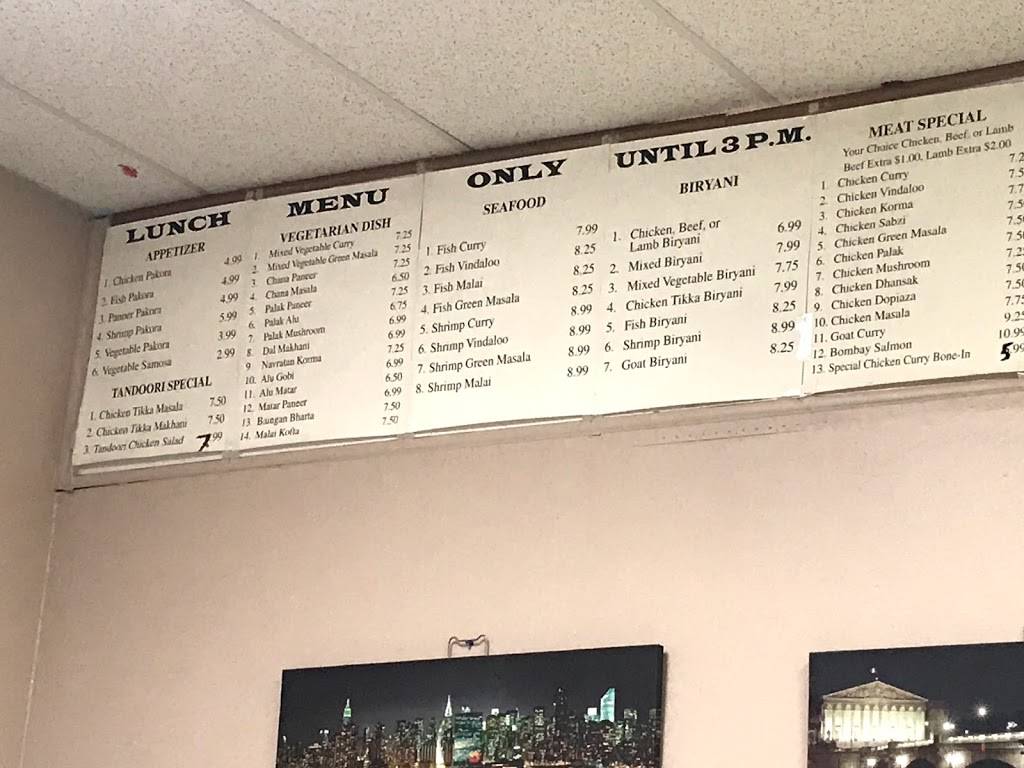 LUNCH MENU ONLY UNTIL 3 P.M.
APPETIZER
1. Chicken Pakora 4.99
2. Fish Pakora 4.99
3. Panner Pakora 4.99
4. Shrimp Pakora 5.99
5. Vegetable Pakora 3.99
6. Vegetable Samosa 2.99
TANDOORI SPECIAL
1. Chicken Tikka Masala 7.50
2. Chicken Tikka Makhani 7.50
3. Tandoori Chicken Salad 7.99
VEGETARIAN DISH
1. Mixed Vegetable Curry 7.25
2. Mixed Vegetable Green Masala 7.25
3. Chana Paneer 7.25
4. Chana Masala 6.50
5. Palak Paneer 7.25
6. Palak Alu 6.75
7. Palak Mushroom 6.99
8. Dal Makhani 6.99
9. Navratan Korma 7.25
10. Alu Gobi 6.99
11. Alu Matar 6.50
12. Matar Paneer 6.99
13. Baingan Bharta 7.50
14. Malai Kofta 7.50
SEAFOOD
1. Fish Curry 7.99
2. Fish Vindaloo 8.25
3. Fish Malai 8.25
4. Fish Green Masala 8.25
5. Shrimp Curry 8.99
6. Shrimp Vindaloo 8.99
7. Shrimp Green Masala 8.99
8. Shrimp Malai 8.99
BIRYANI
1. Chicken, Beef, or
Lamb Biryani 6.99
2. Mixed Biryani 7.99
3. Mixed Vegetable Biryani 7.75
4. Chicken Tikka Biryani 7.99
5. Fish Biryani 8.25
6. Shrimp Biryani 8.99
7. Goat Biryani 8.25
MEAT SPECIAL
Your Choice Chicken, Beef, or Lamb
Beef Extra $1.00, Lamb Extra $2.00
1. Chicken Curry
2. Chicken Vindaloo
3. Chicken Korma
4. Chicken Sabzi
5. Chicken Green Masala
6. Chicken Palak
7. Chicken Mushroom
8. Chicken Dhansak
9. Chicken Dopiaza
10. Chicken Masala
11. Goat Curry
12. Bombay Salmon
13. Special Chicken Curry Bone-In